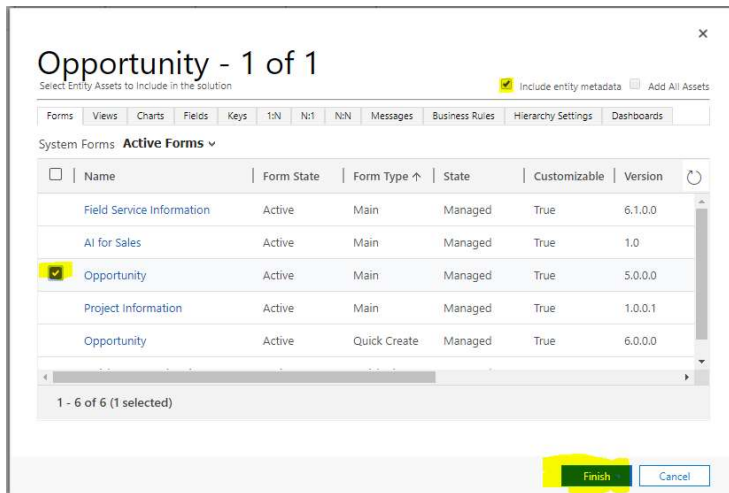 Opportunity - 1 of 1
Select Entity Assets to Include in the solution
Include entity metadata Add All Assets
Forms Views Charts Fields Keys 1:N N:1 N:N Messages Business Rules Hierarchy Settings Dashboards
System Forms Active Forms
Name Form State Form Type ↑ State Customizable Version
Field Service Information Active Main Managed True 6.1.0.0
AI for Sales Active Main Managed True 1.0
Opportunity Active Main Managed True 5.0.0.0
Project Information Active Main Managed True 1.0.0.1
Opportunity Active Quick Create Managed True 6.0.0.0
1 - 6 of 6 (1 selected)
Finish Cancel